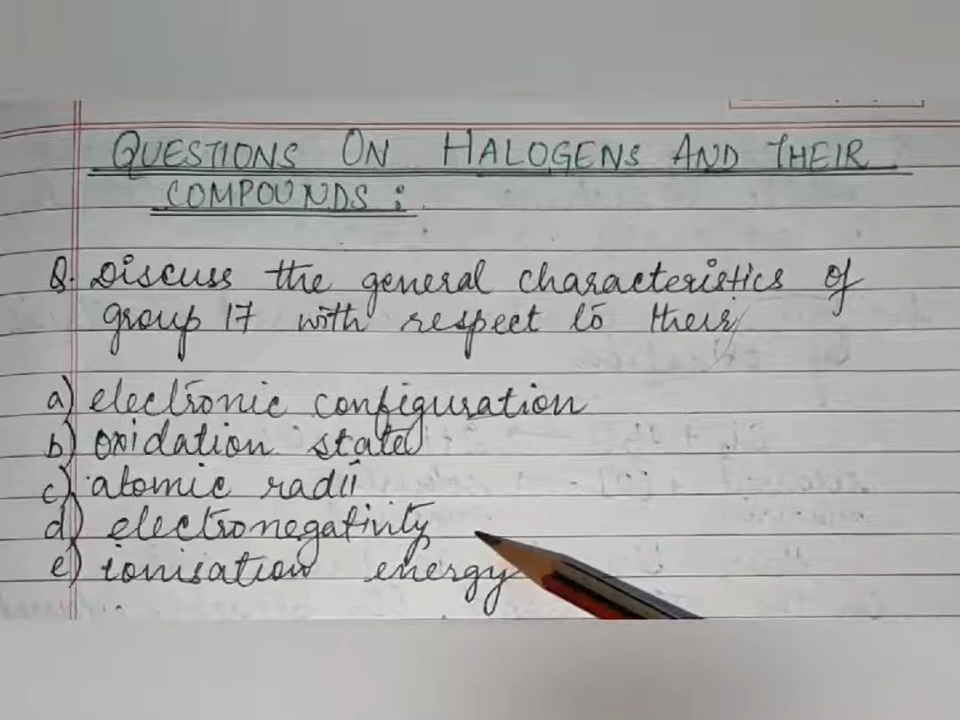 QUESTIONS ON HALOGENS AND THEIR
COMPOUNDS :
Q. Discuss the general characteristics of
group 17 with respect to their
a) electronic configuration
b) oxidation state
c) atomic radii
d) electronegativity
e) ionisation energy